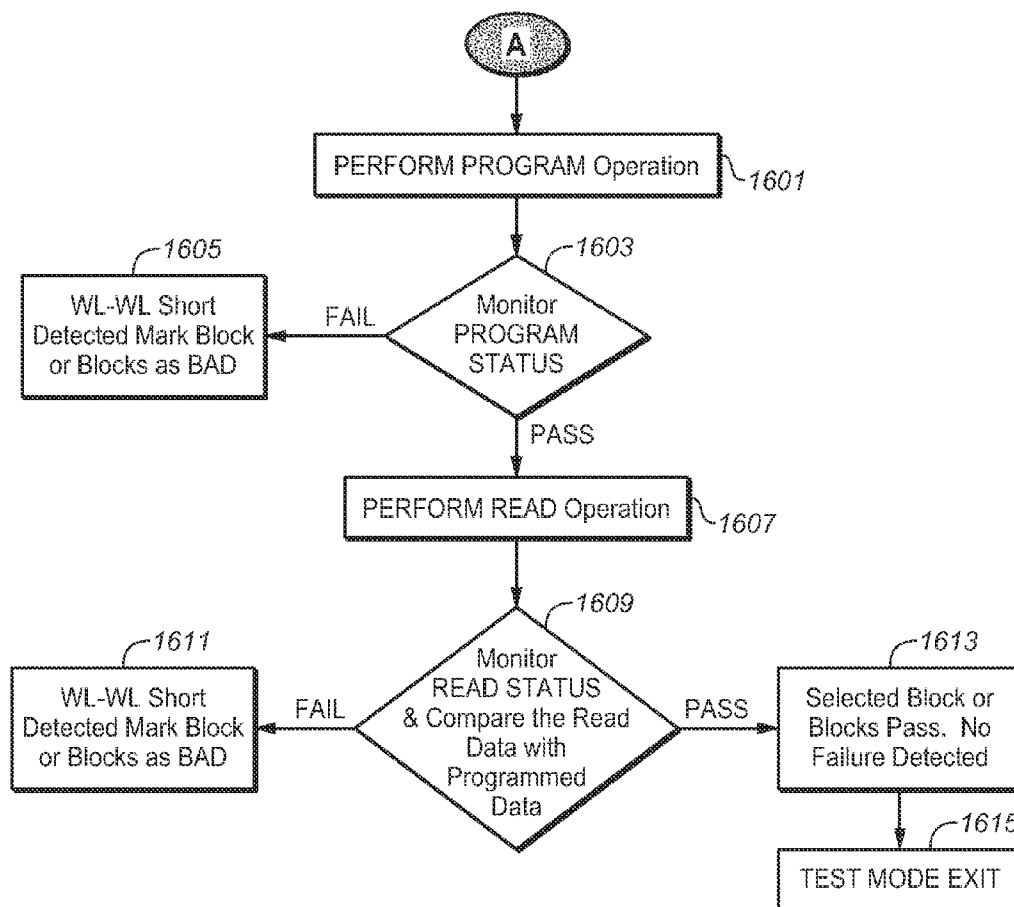 A
PERFORM PROGRAM Operation
1601
1603
1605
Monitor
PROGRAM
STATUS
FAIL
WL-WL Short
Detected Mark Block
or Blocks as BAD
PASS
PERFORM READ Operation
1607
1609
1611
1613
Monitor
READ STATUS
& Compare the Read
Data with
Programmed
Data
FAIL
WL-WL Short
Detected Mark Block
or Blocks as BAD
PASS
Selected Block or
Blocks Pass. No
Failure Detected
1615
TEST MODE EXIT